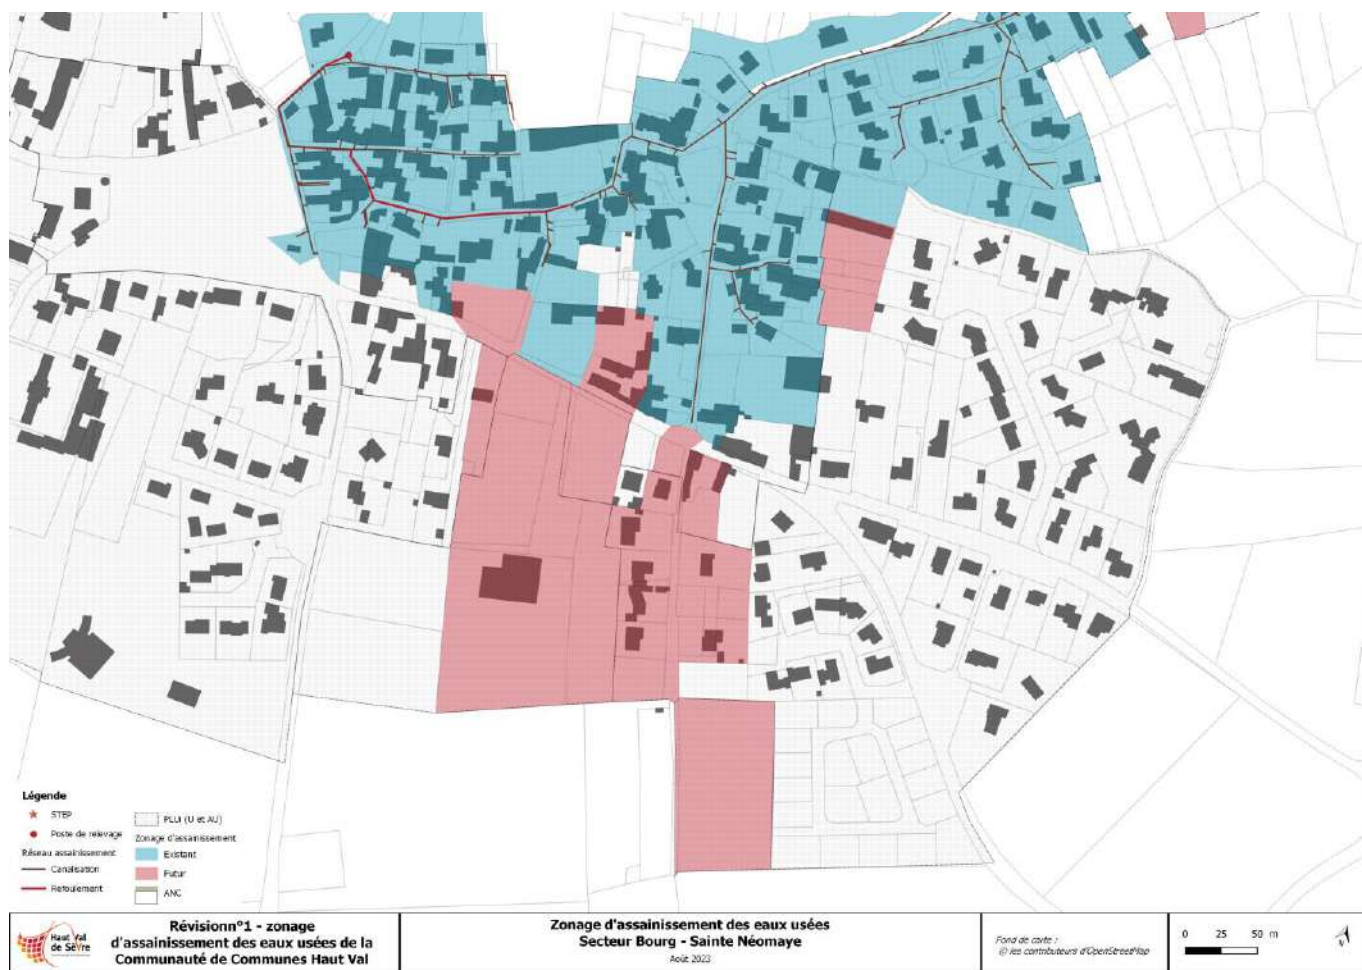 Légende
STEP
Poste de relevage
Réseau assainissement
Canalisation
Refoulement
PLUi (U et AU)
Zonage d'assainissement
Existant
Futur
ANC
Haut Val
de Sèvre
Révisionn°1 - zonage
d'assainissement des eaux usées de la
Communauté de Communes Haut Val
Zonage d'assainissement des eaux usées
Secteur Bourg - Sainte Néomaye
Août 2023
Fond de carte :
© les contributeurs d'OpenStreetMap
0 25 50 m
N